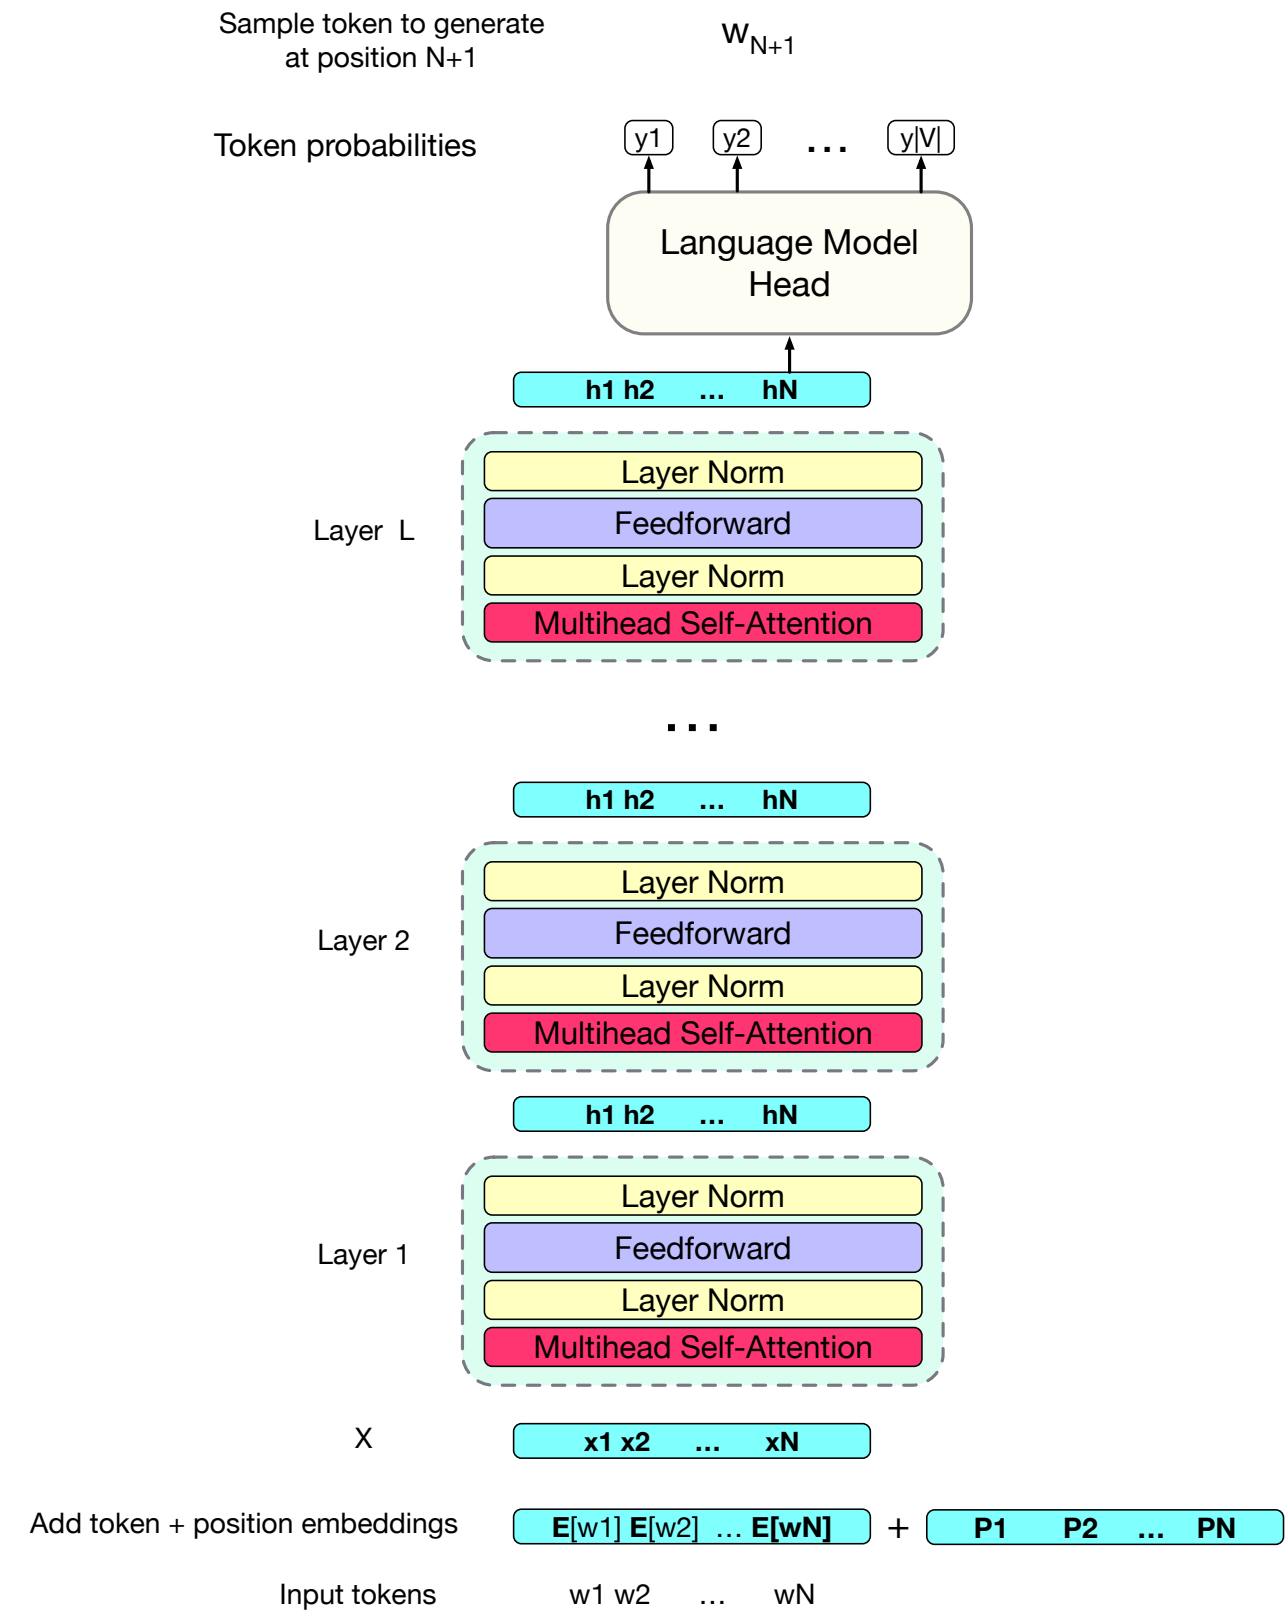 Sample token to generate
at position N+1
w_{N+1}
Token probabilities
y1 y2 ... y|V|
Language Model
Head
h1 h2 ... hN
Layer L
Layer Norm
Feedforward
Layer Norm
Multihead Self-Attention
...
h1 h2 ... hN
Layer 2
Layer Norm
Feedforward
Layer Norm
Multihead Self-Attention
h1 h2 ... hN
Layer 1
Layer Norm
Feedforward
Layer Norm
Multihead Self-Attention
X x1 x2 ... xN
Add token + position embeddings E[w1] E[w2] ... E[wN] + P1 P2 ... PN
Input tokens w1 w2 ... wN